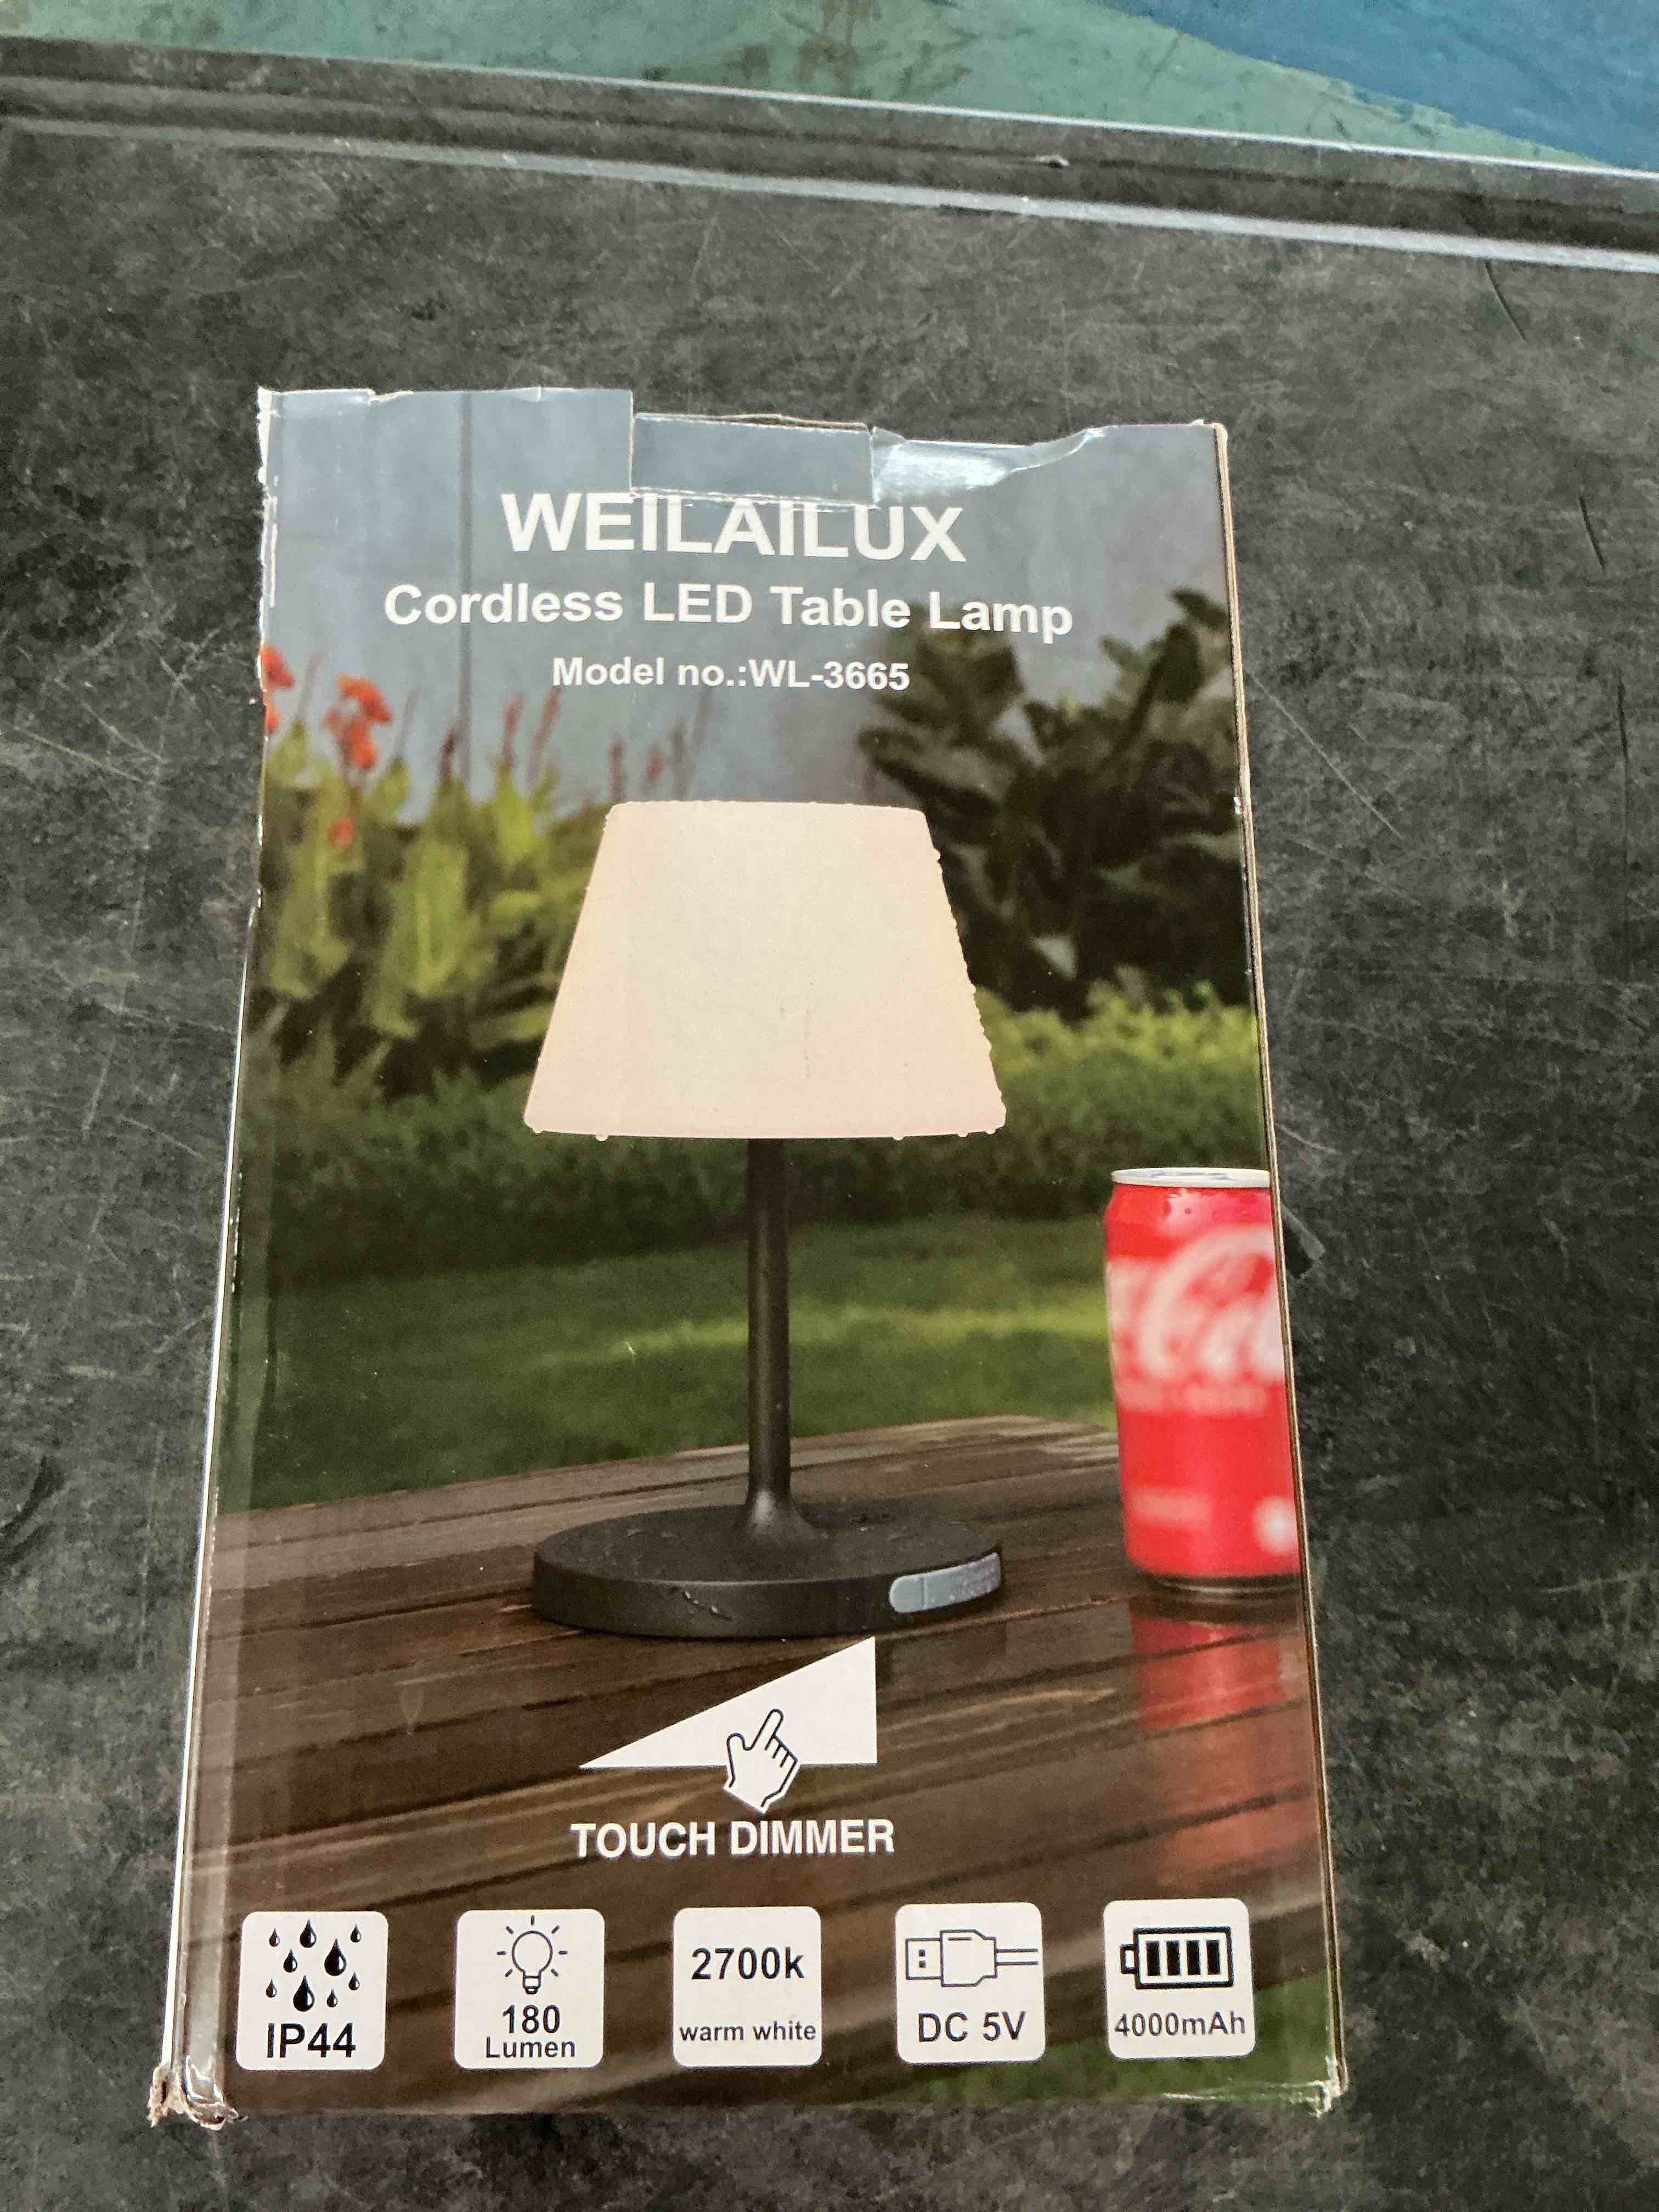 WEILAILUX
Cordless LED Table Lamp
Model no.:WL-3665
TOUCH DIMMER
IP44
180
Lumen
2700k
warm white
DC 5V
4000mAh